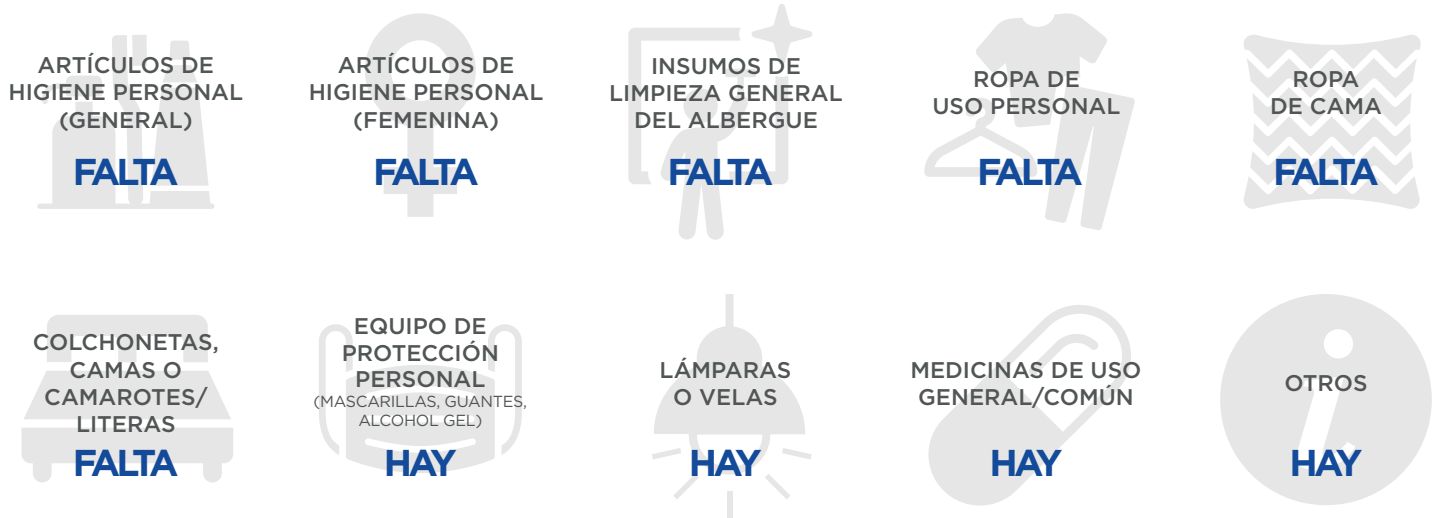 ARTÍCULOS DE
HIGIENE PERSONAL
(GENERAL)
FALTA
ARTÍCULOS DE
HIGIENE PERSONAL
(FEMENINA)
FALTA
INSUMOS DE
LIMPIEZA GENERAL
DEL ALBERGUE
FALTA
ROPA DE
USO PERSONAL
FALTA
ROPA
DE CAMA
FALTA
COLCHONETAS,
CAMAS O
CAMAROTES/
LITERAS
FALTA
EQUIPO DE
PROTECCIÓN
PERSONAL
(MASCARILLAS, GUANTES,
ALCOHOL GEL)
HAY
LÁMPARAS
O VELAS
HAY
MEDICINAS DE USO
GENERAL/COMÚN
HAY
OTROS
HAY